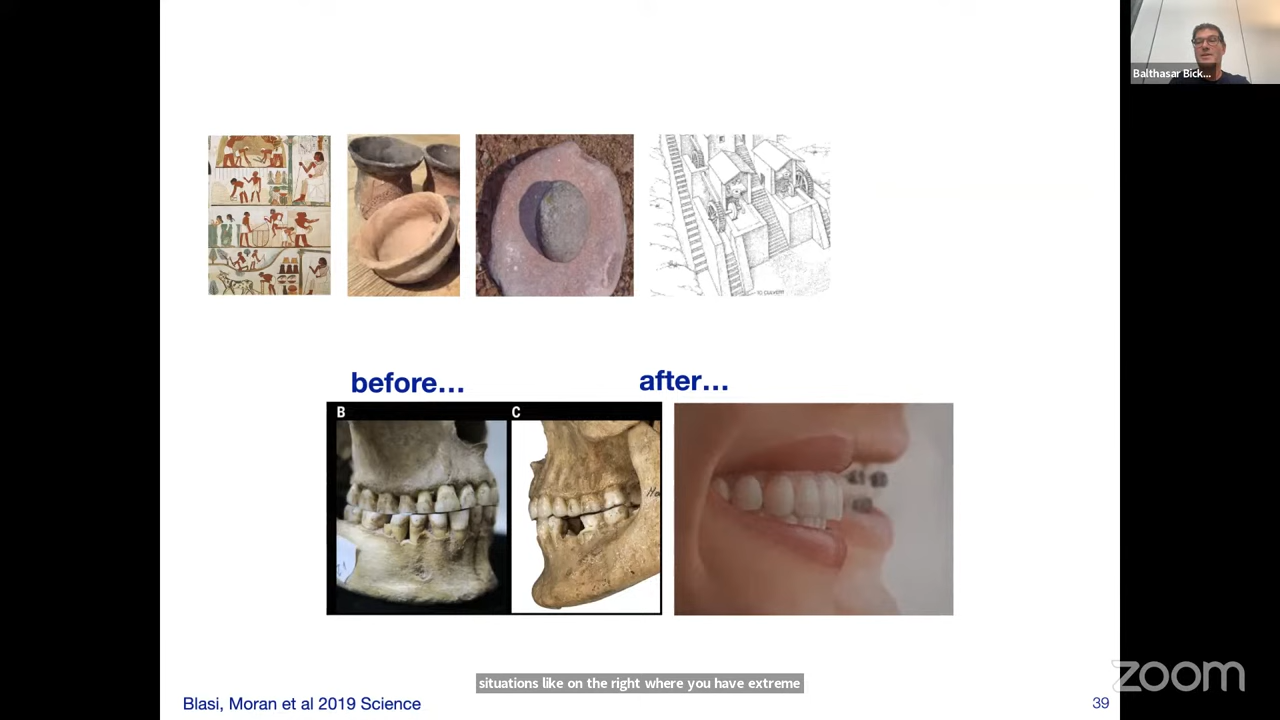 Balthasar Bick...
before...
after...
B
C
situations like on the right where you have extreme
Blasi, Moran et al 2019 Science
39
zoom